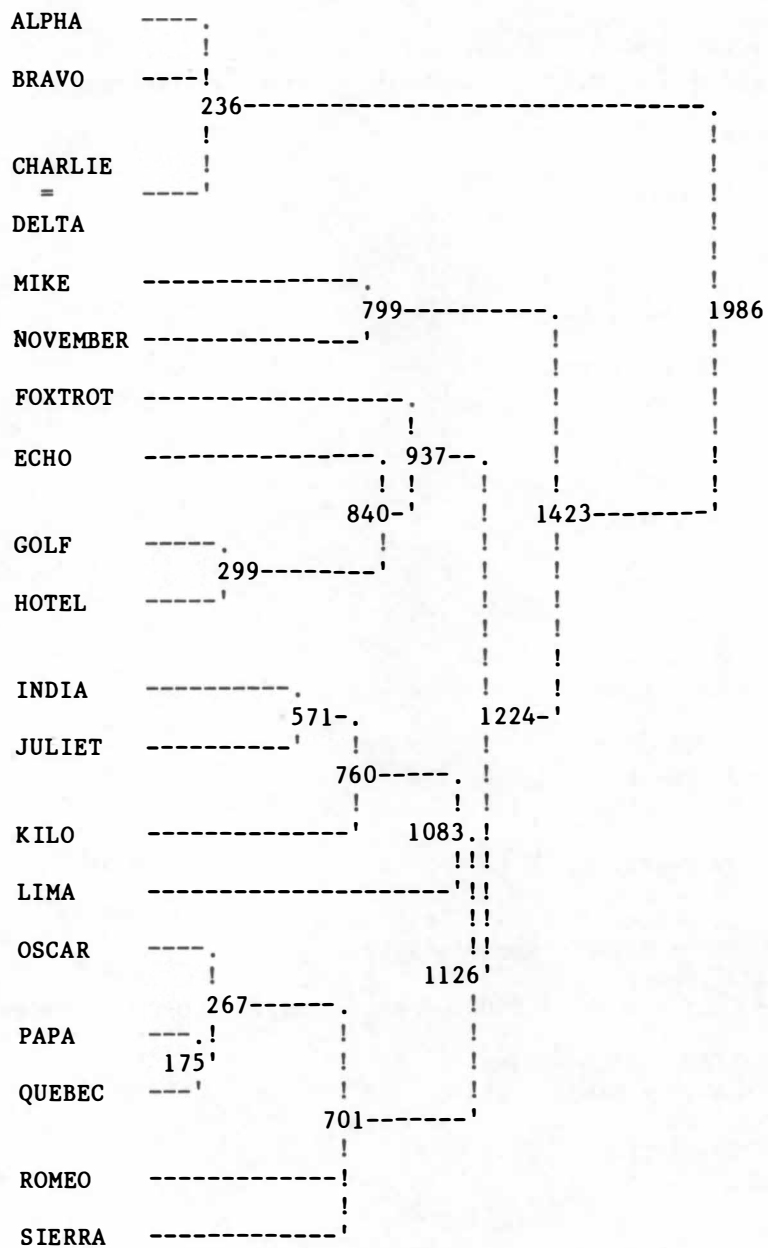 ALPHA ----.
!
BRAVO ---!
236--------------------------------.
!
CHARLIE !
= ----'
DELTA
MIKE ---------------.
799-----------. 1986
NOVEMBER ---------------'
FOXTROT ------------------.
!
ECHO ----------------. 937--.
! !
840-' 1423--------'
GOLF -----.
299--------'
HOTEL -----'
INDIA ----------.
571-. 1224-'
JULIET ----------'
760-----.
KILO --------------' 1083.!
LIMA ---------------------'!!
OSCAR ----.
! 1126'
267------.
PAPA ---.!
175'
QUEBEC ---'
701-------'
ROMEO -------------!
!
SIERRA -------------'